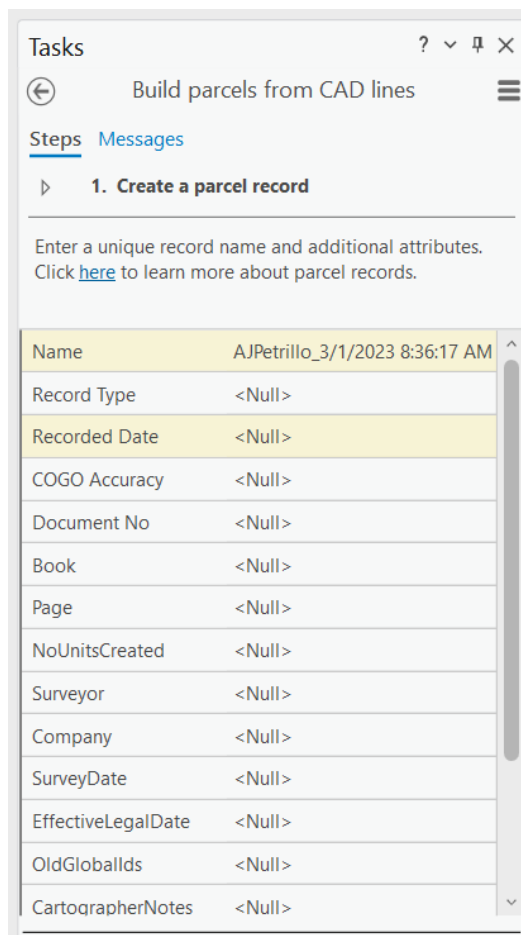 Tasks ?
Build parcels from CAD lines
Steps Messages
1. Create a parcel record
Enter a unique record name and additional attributes.
Click here to learn more about parcel records.
Name AJPetrillo_3/1/2023 8:36:17 AM
Record Type <Null>
Recorded Date <Null>
COGO Accuracy <Null>
Document No <Null>
Book <Null>
Page <Null>
NoUnitsCreated <Null>
Surveyor <Null>
Company <Null>
SurveyDate <Null>
EffectiveLegalDate <Null>
OldGlobalIds <Null>
CartographerNotes <Null>